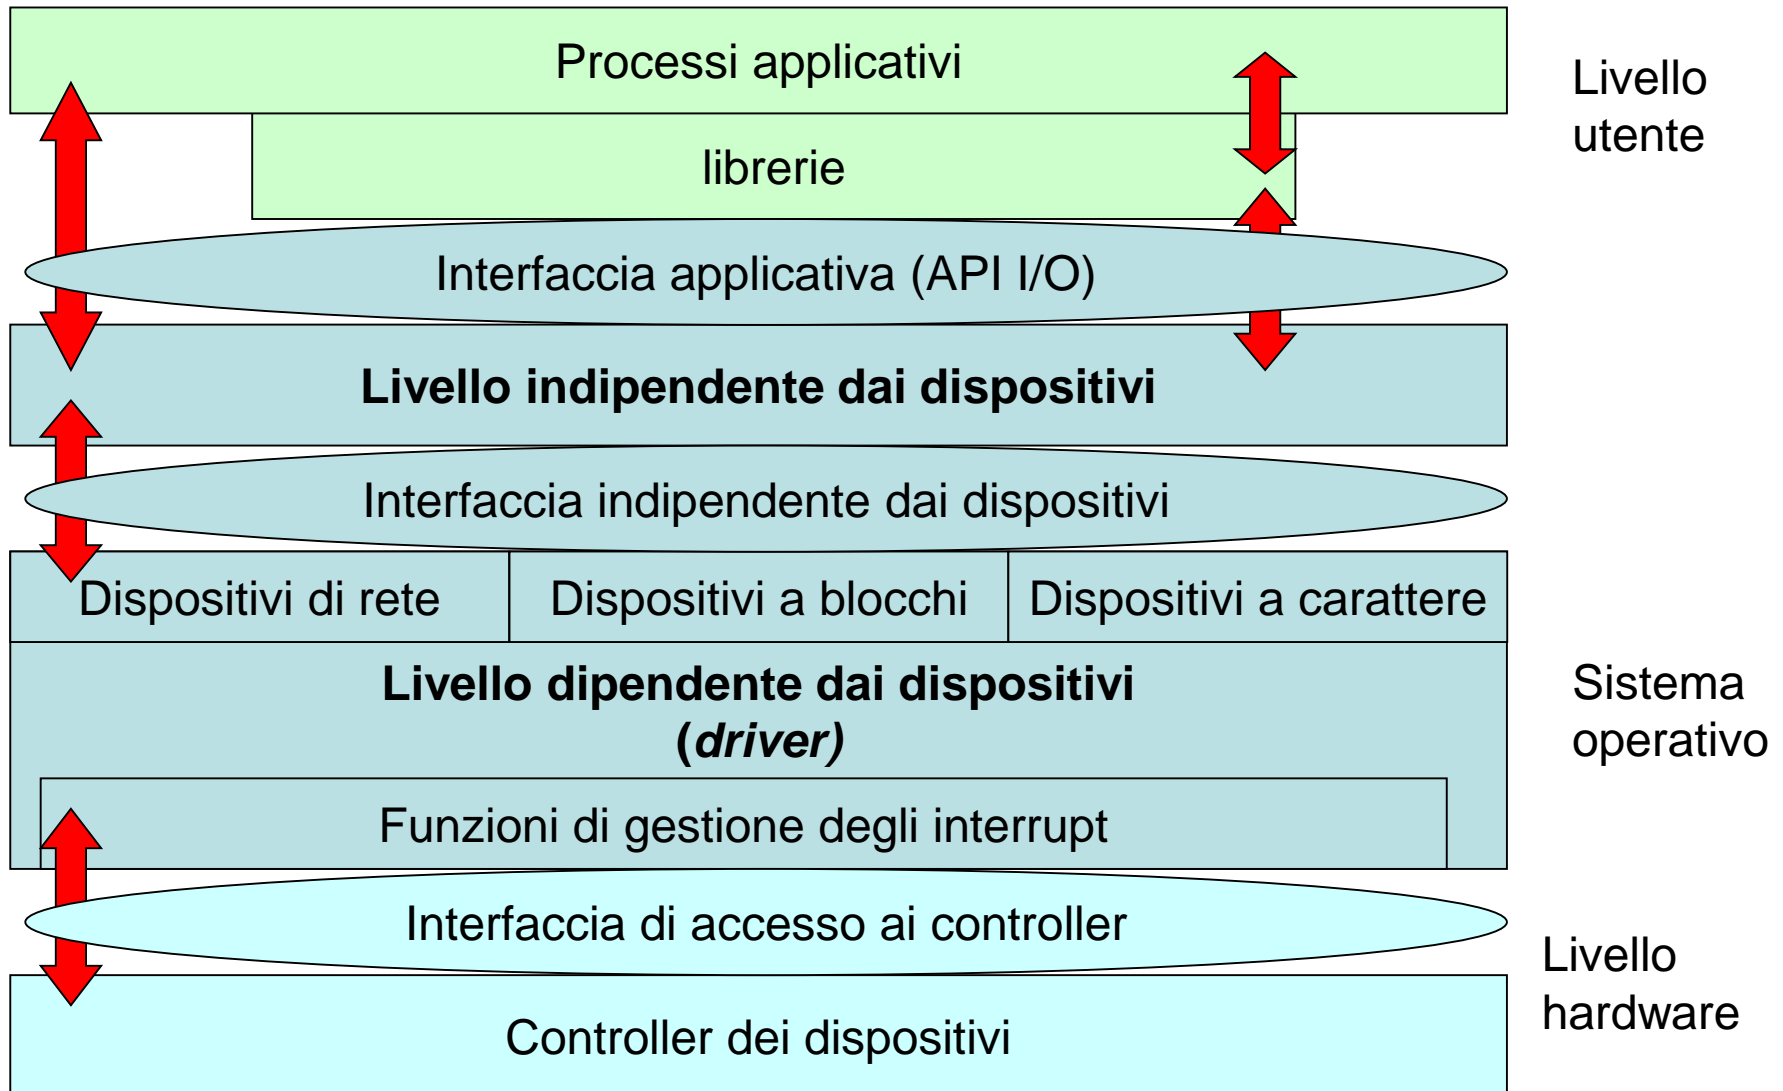 Processi applicativi
Livello
utente
librerie
Interfaccia applicativa (API I/O)
Livello indipendente dai dispositivi
Interfaccia indipendente dai dispositivi
Dispositivi di rete
Dispositivi a blocchi
Dispositivi a carattere
Livello dipendente dai dispositivi
(driver)
Sistema
operativo
Funzioni di gestione degli interrupt
Interfaccia di accesso ai controller
Livello
hardware
Controller dei dispositivi